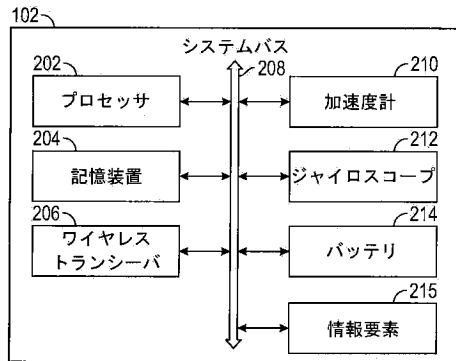 102
システムバス
208
202
プロセッサ
204
記憶装置
206
ワイヤレス
トランシーバ
210
加速度計
212
ジャイロスコープ
214
バッテリ
215
情報要素